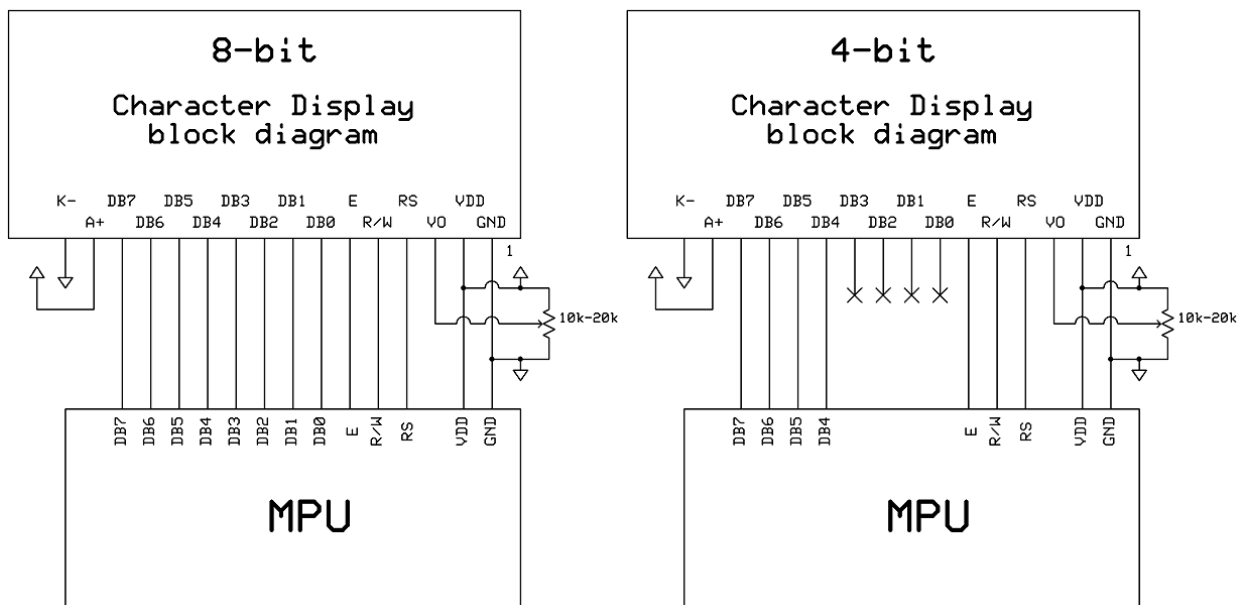 8-bit
Character Display
block diagram
DB7 DB5 DB3 DB1 E RS VDD
K- A+ DB6 DB4 DB2 DB0 R/W VO GND
1
10k-20k
DB7 DB6 DB5 DB4 DB3 DB2 DB1 DB0 E R/W RS VDD GND
MPU
4-bit
Character Display
block diagram
K- DB7 DB5 DB3 DB1 E RS VDD
A+ DB6 DB4 DB2 DB0 R/W VO GND
1
10k-20k
DB7 DB6 DB5 DB4 E R/W RS VDD GND
MPU